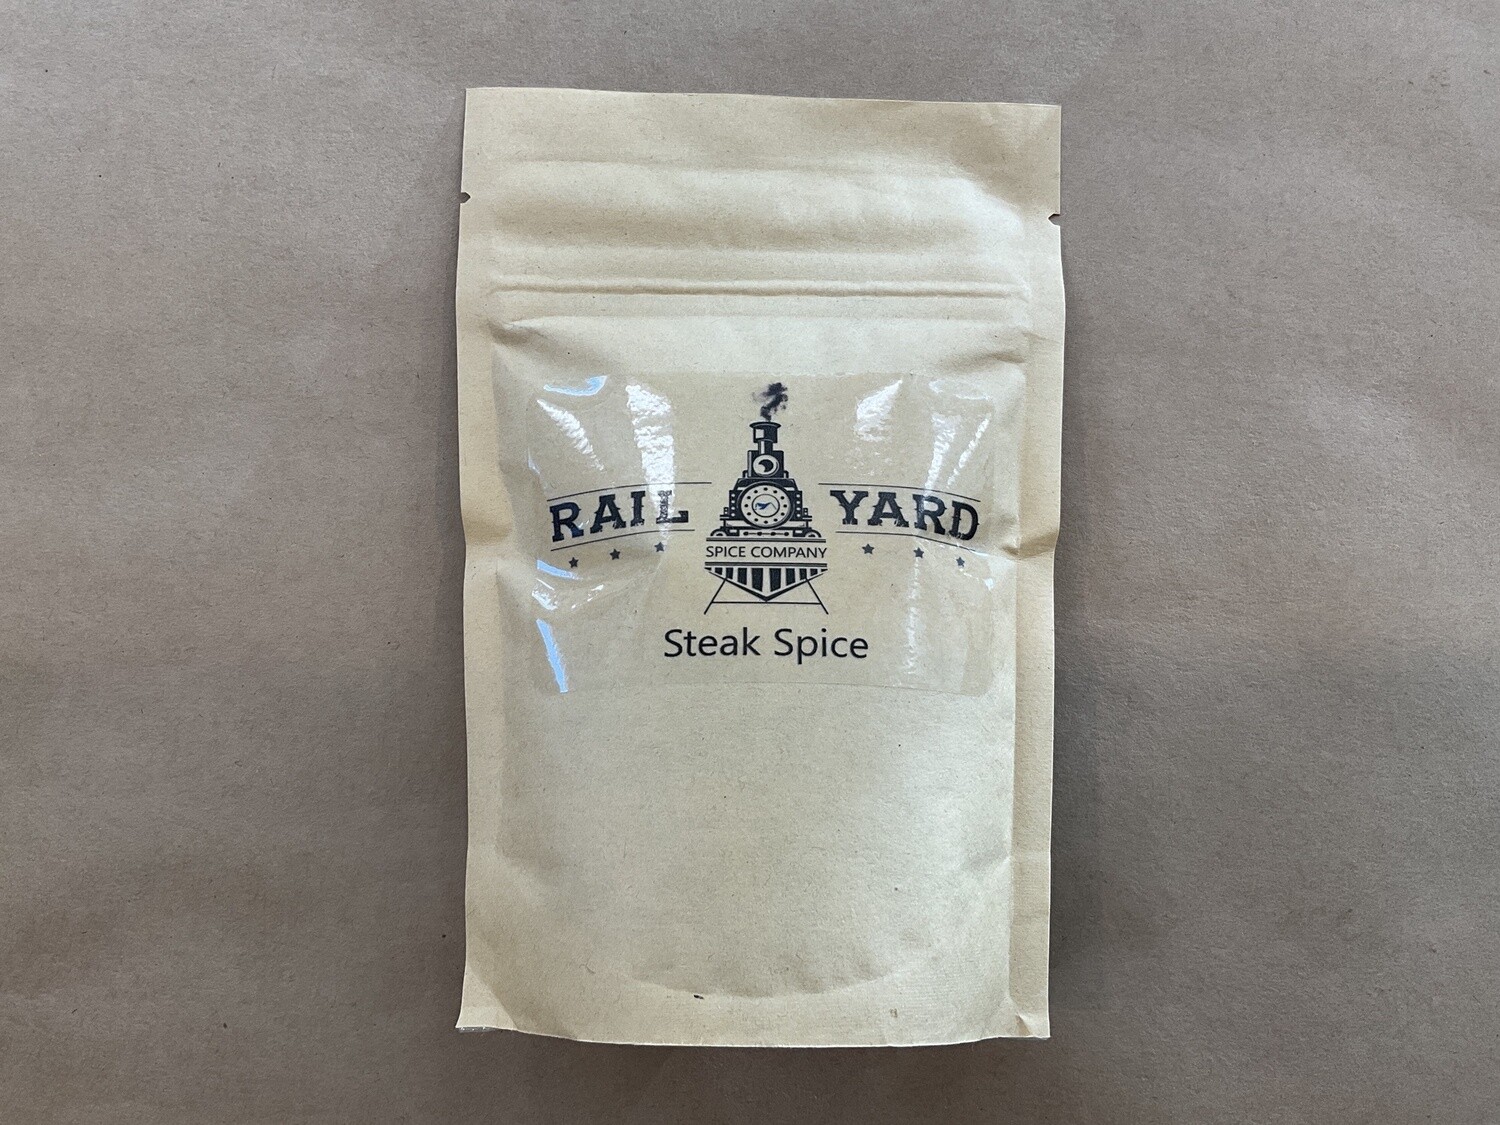 RAIL YARD
SPICE COMPANY
Steak Spice